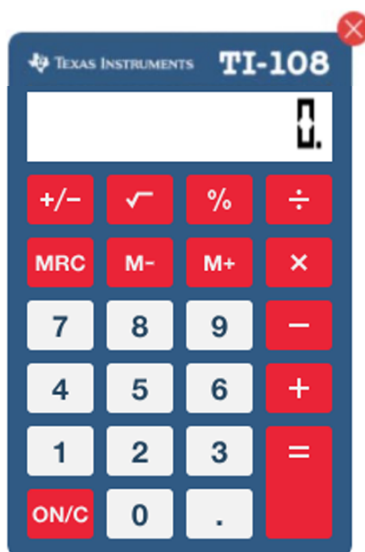 TEXAS INSTRUMENTS TI-108
0.
+/− √ % ÷
MRC M− M+ ×
7 8 9 −
4 5 6 +
1 2 3 =
ON/C 0 .